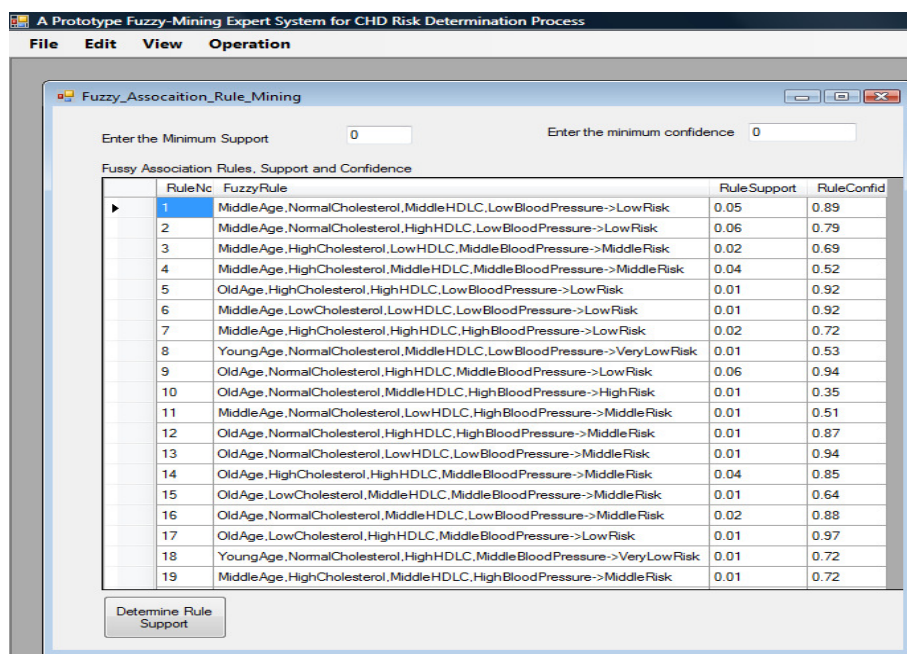 A Prototype Fuzzy-Mining Expert System for CHD Risk Determination Process
File Edit View Operation
Fuzzy_Assocaition_Rule_Mining
Enter the Minimum Support 0 Enter the minimum confidence 0
Fussy Association Rules, Support and Confidence
RuleNc FuzzyRule RuleSupport RuleConfid
1 MiddleAge,NormalCholesterol,MiddleHDLC,LowBloodPressure->LowRisk 0.05 0.89
2 MiddleAge,NormalCholesterol,HighHDLC,LowBloodPressure->LowRisk 0.06 0.79
3 MiddleAge,HighCholesterol,LowHDLC,MiddleBloodPressure->MiddleRisk 0.02 0.69
4 MiddleAge,HighCholesterol,MiddleHDLC,MiddleBloodPressure->MiddleRisk 0.04 0.52
5 OldAge,HighCholesterol,HighHDLC,LowBloodPressure->LowRisk 0.01 0.92
6 MiddleAge,LowCholesterol,LowHDLC,LowBloodPressure->LowRisk 0.01 0.92
7 MiddleAge,HighCholesterol,HighHDLC,HighBloodPressure->LowRisk 0.02 0.72
8 YoungAge,NormalCholesterol,MiddleHDLC,LowBloodPressure->VeryLowRisk 0.01 0.53
9 OldAge,NormalCholesterol,HighHDLC,MiddleBloodPressure->LowRisk 0.06 0.94
10 OldAge,NormalCholesterol,MiddleHDLC,HighBloodPressure->HighRisk 0.01 0.35
11 MiddleAge,NormalCholesterol,LowHDLC,HighBloodPressure->MiddleRisk 0.01 0.51
12 OldAge,NormalCholesterol,HighHDLC,HighBloodPressure->MiddleRisk 0.01 0.87
13 OldAge,NormalCholesterol,LowHDLC,LowBloodPressure->MiddleRisk 0.01 0.94
14 OldAge,HighCholesterol,HighHDLC,MiddleBloodPressure->MiddleRisk 0.04 0.85
15 OldAge,LowCholesterol,MiddleHDLC,MiddleBloodPressure->MiddleRisk 0.01 0.64
16 OldAge,NormalCholesterol,MiddleHDLC,LowBloodPressure->MiddleRisk 0.02 0.88
17 OldAge,LowCholesterol,HighHDLC,MiddleBloodPressure->LowRisk 0.01 0.97
18 YoungAge,NormalCholesterol,HighHDLC,MiddleBloodPressure->VeryLowRisk 0.01 0.72
19 MiddleAge,HighCholesterol,MiddleHDLC,HighBloodPressure->MiddleRisk 0.01 0.72
Determine Rule
Support